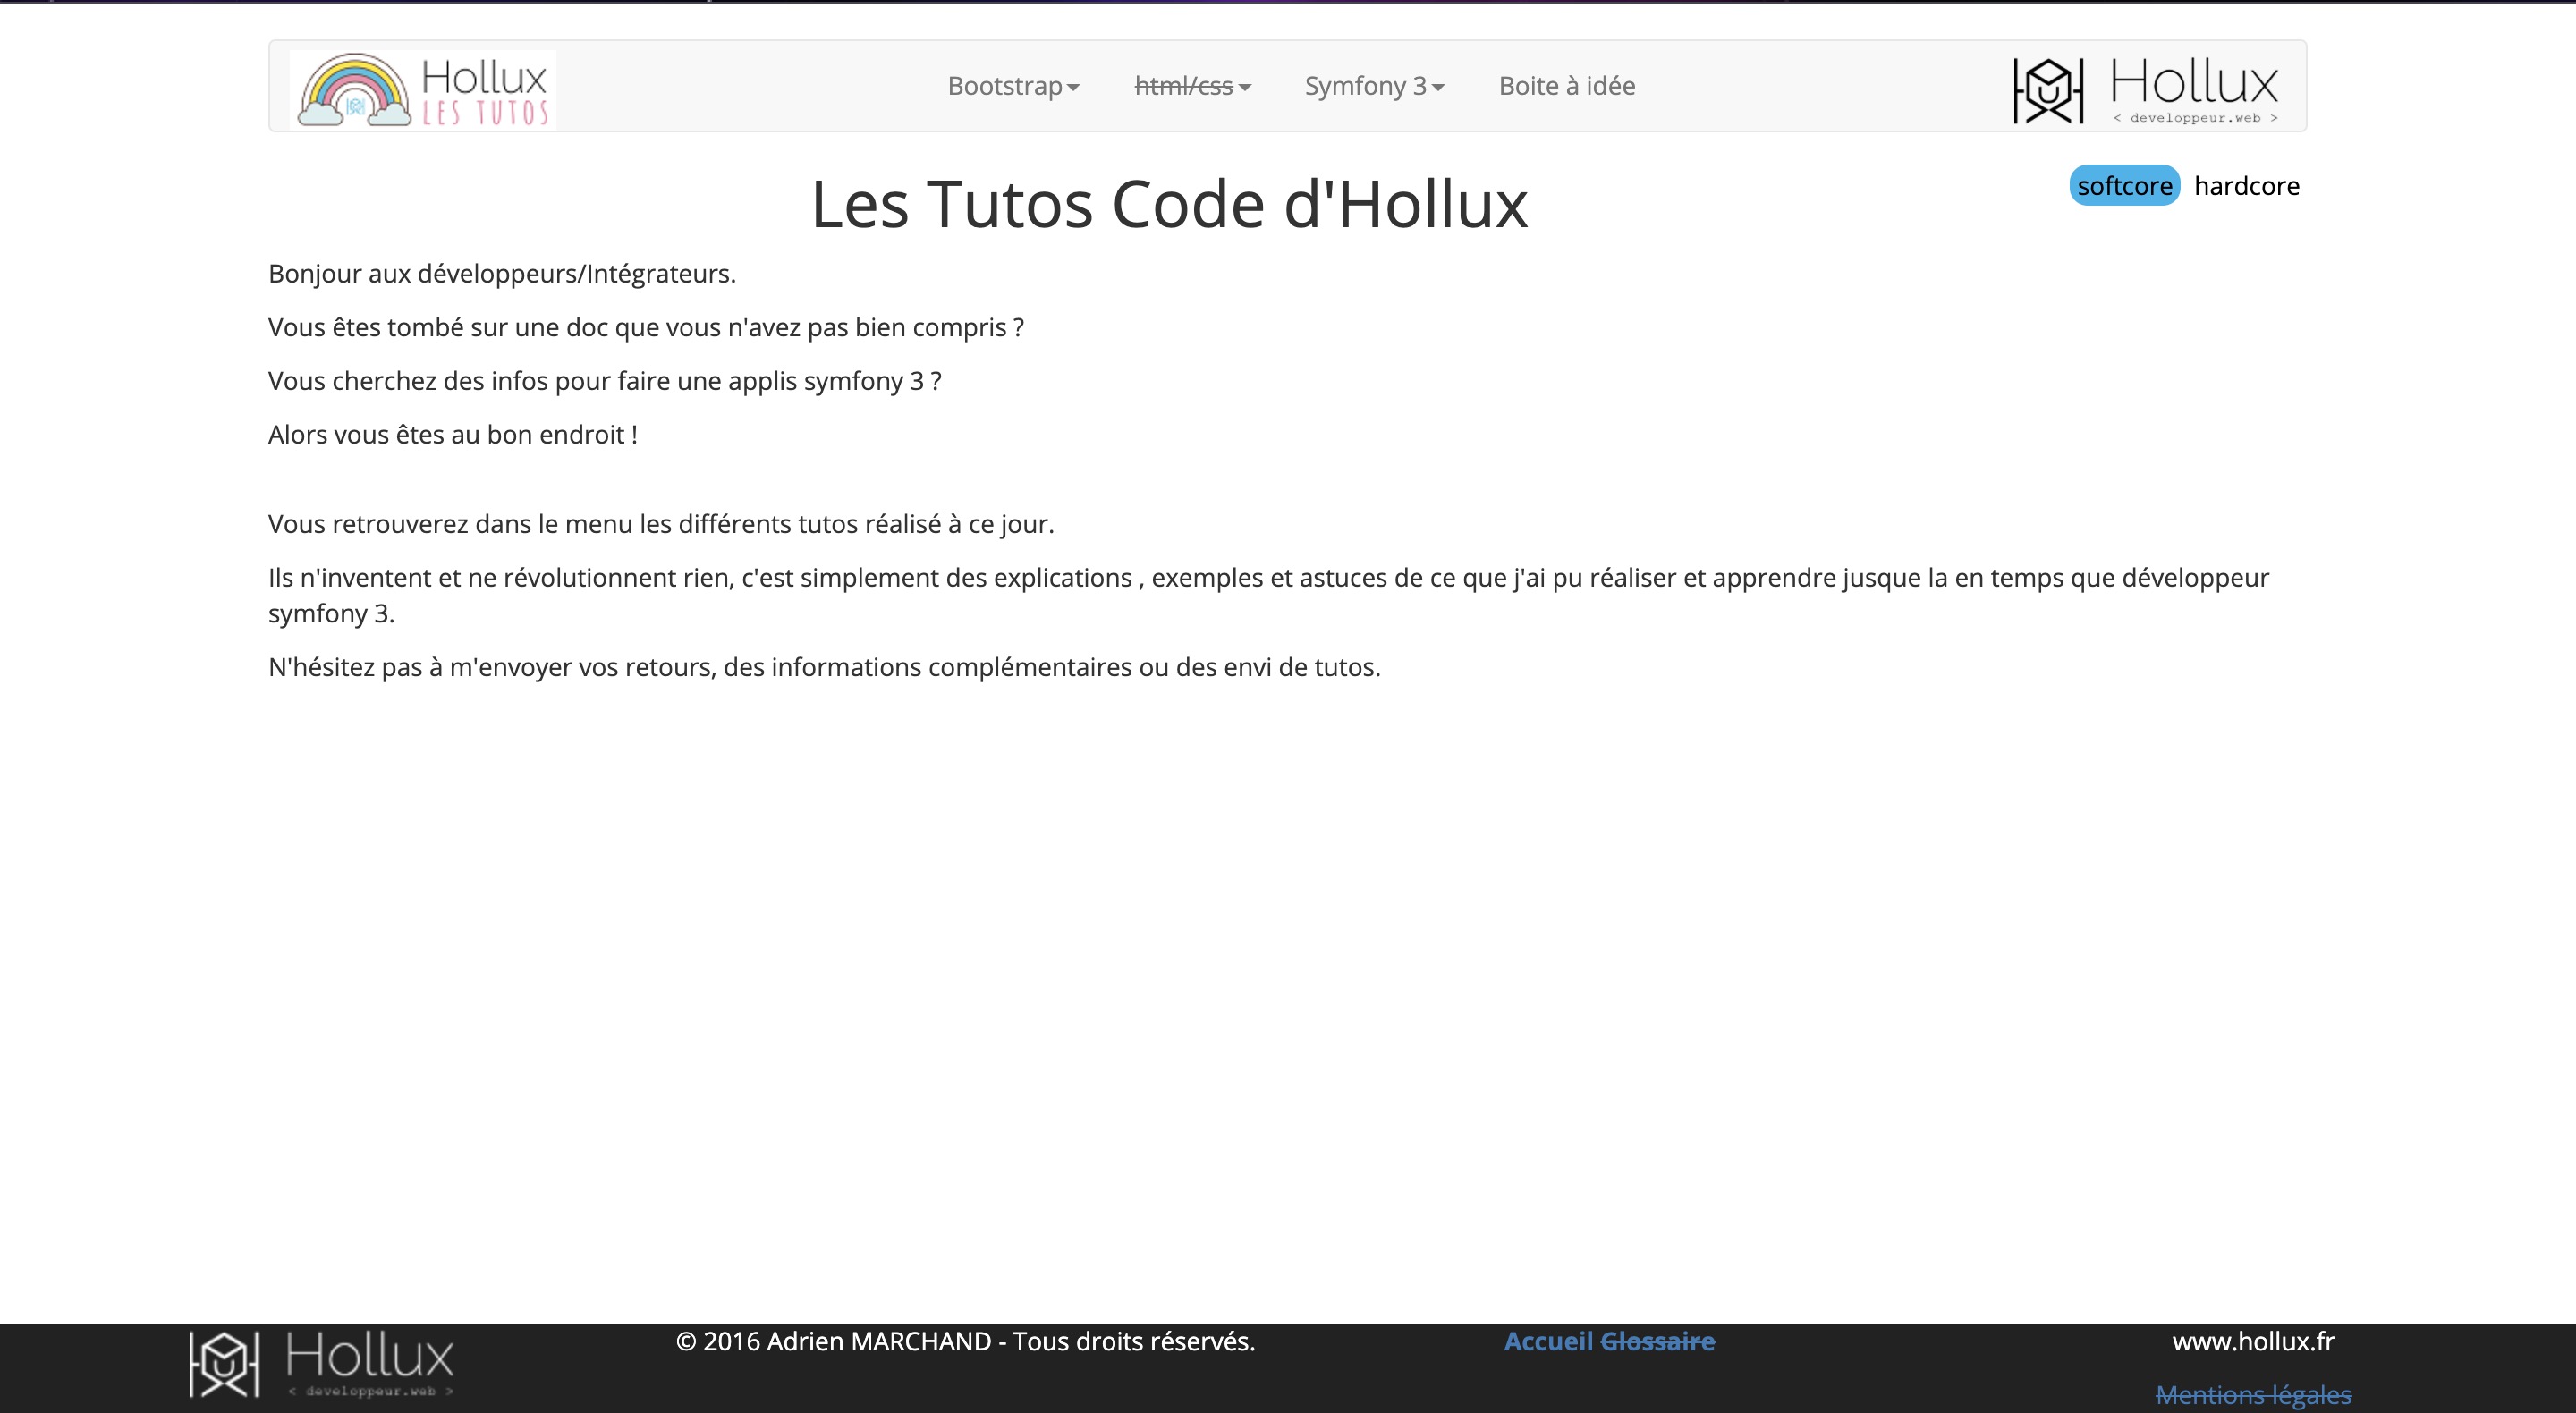 Hollux
LES TUTOS
Bootstrap html/css Symfony 3 Boite à idée
Hollux
< developpeur.web >
softcore hardcore
Les Tutos Code d'Hollux
Bonjour aux développeurs/Intégrateurs.
Vous êtes tombé sur une doc que vous n'avez pas bien compris ?
Vous cherchez des infos pour faire une applis symfony 3 ?
Alors vous êtes au bon endroit !
Vous retrouverez dans le menu les différents tutos réalisé à ce jour.
Ils n'inventent et ne révolutionnent rien, c'est simplement des explications , exemples et astuces de ce que j'ai pu réaliser et apprendre jusque la en temps que développeur
symfony 3.
N'hésitez pas à m'envoyer vos retours, des informations complémentaires ou des envi de tutos.
Hollux
< developpeur.web >
© 2016 Adrien MARCHAND - Tous droits réservés.
Accueil Glossaire
www.hollux.fr
Mentions légales